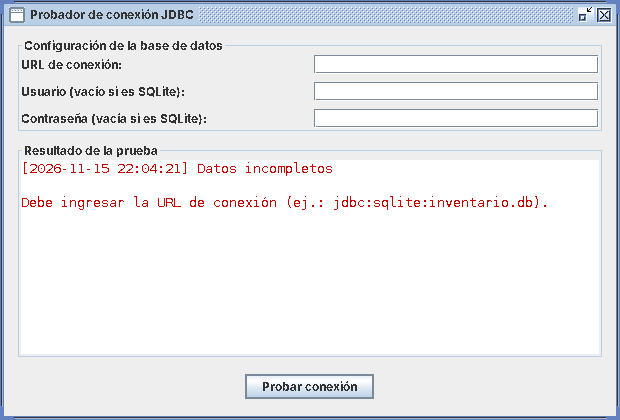 Probador de conexión JDBC
Configuración de la base de datos
URL de conexión:
Usuario (vacío si es SQLite):
Contraseña (vacía si es SQLite):
Resultado de la prueba
[2026-11-15 22:04:21] Datos incompletos
Debe ingresar la URL de conexión (ej.: jdbc:sqlite:inventario.db).
Probar conexión